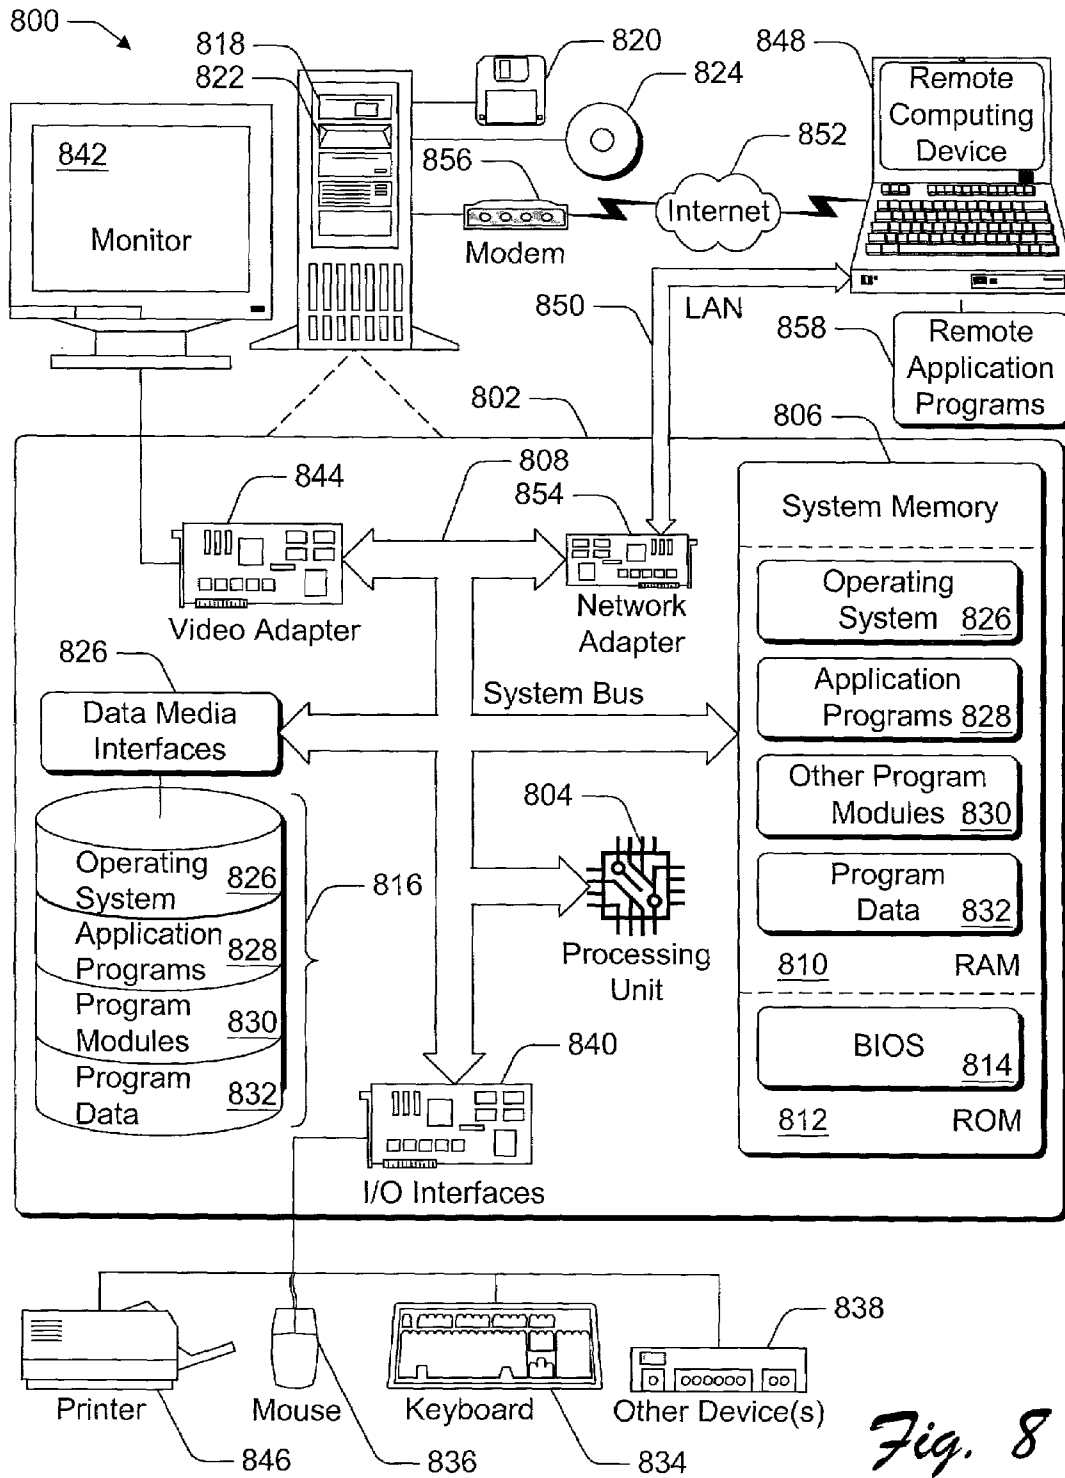 800
818
822
820
824
848
Remote
Computing
Device
842
Monitor
856
Modem
852
Internet
850
LAN
858
Remote
Application
Programs
802
806
808
844
854
System Memory
Video Adapter
Network
Adapter
Operating
System 826
826
Data Media
Interfaces
System Bus
Application
Programs 828
Other Program
Modules 830
804
Processing
Unit
Program
Data 832
810 RAM
Operating
System 826
816
Application
Programs 828
Program
Modules 830
Program
Data 832
840
I/O Interfaces
BIOS 814
812 ROM
Printer
846
Mouse
836
Keyboard
834
838
Other Device(s)
Fig. 8